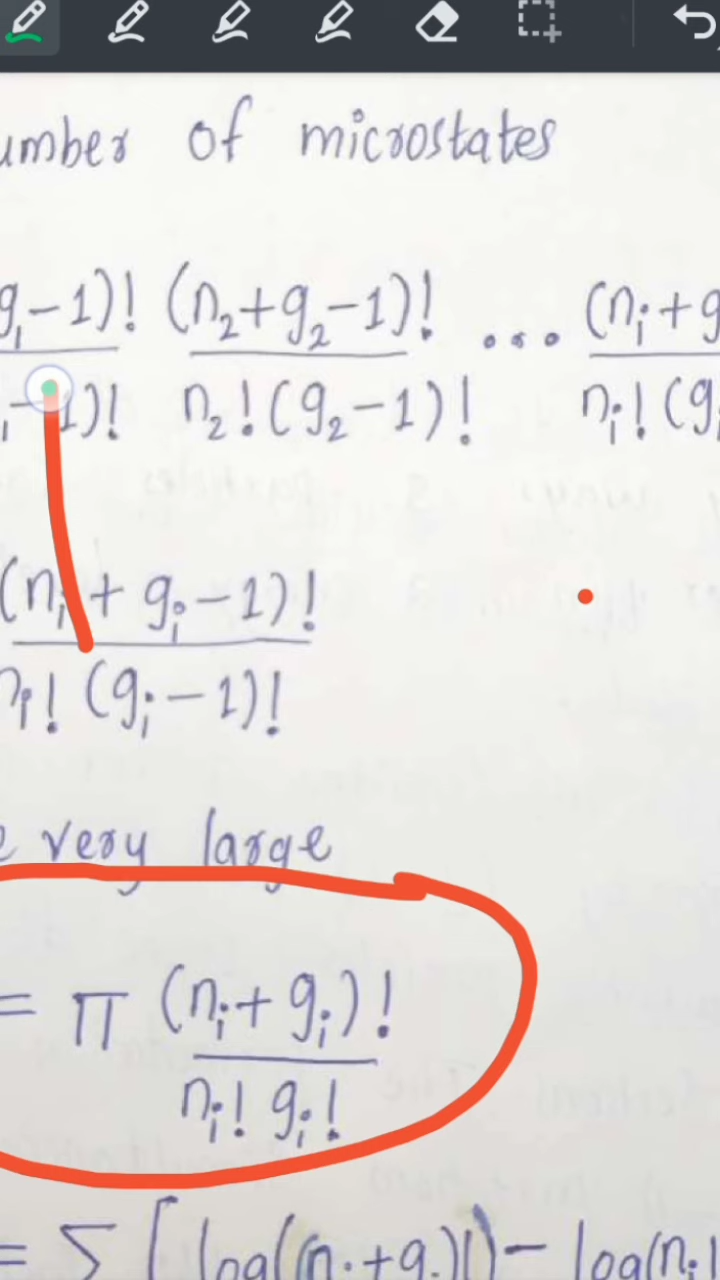 umber of microstates
g₁-1)! (n₂+g₂-1)! ... (nᵢ+g
-1)! n₂!(g₂-1)! nᵢ!(gᵢ
(nᵢ+gᵢ-1)!
nᵢ! (gᵢ-1)!
e very large
= π (nᵢ+gᵢ)!
nᵢ! gᵢ!
= Σ [log((nᵢ+gᵢ)!) - log(nᵢ!